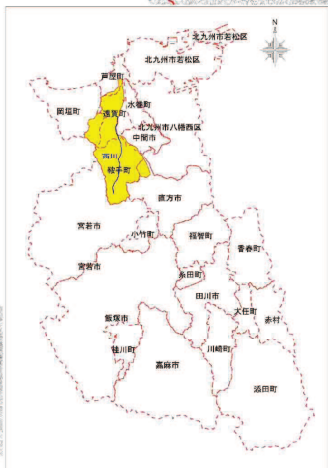 N
北九州市若松区
北九州市若松区
芦屋町
水巻町
岡垣町
遠賀町
北九州市八幡西区
中間市
西川
鞍手町
直方市
宮若市
小竹町
福智町
香春町
宮若市
糸田町
田川市
大任町
赤村
飯塚市
桂川町
川崎町
嘉麻市
添田町